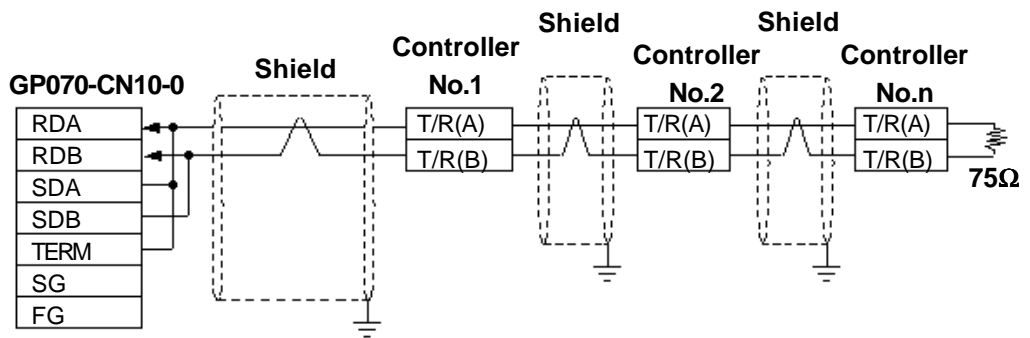 GP070-CN10-0
RDA
RDB
SDA
SDB
TERM
SG
FG
Shield
Controller
No.1
T/R(A)
T/R(B)
Shield
Controller
No.2
T/R(A)
T/R(B)
Shield
Controller
No.n
T/R(A)
T/R(B)
75Ω